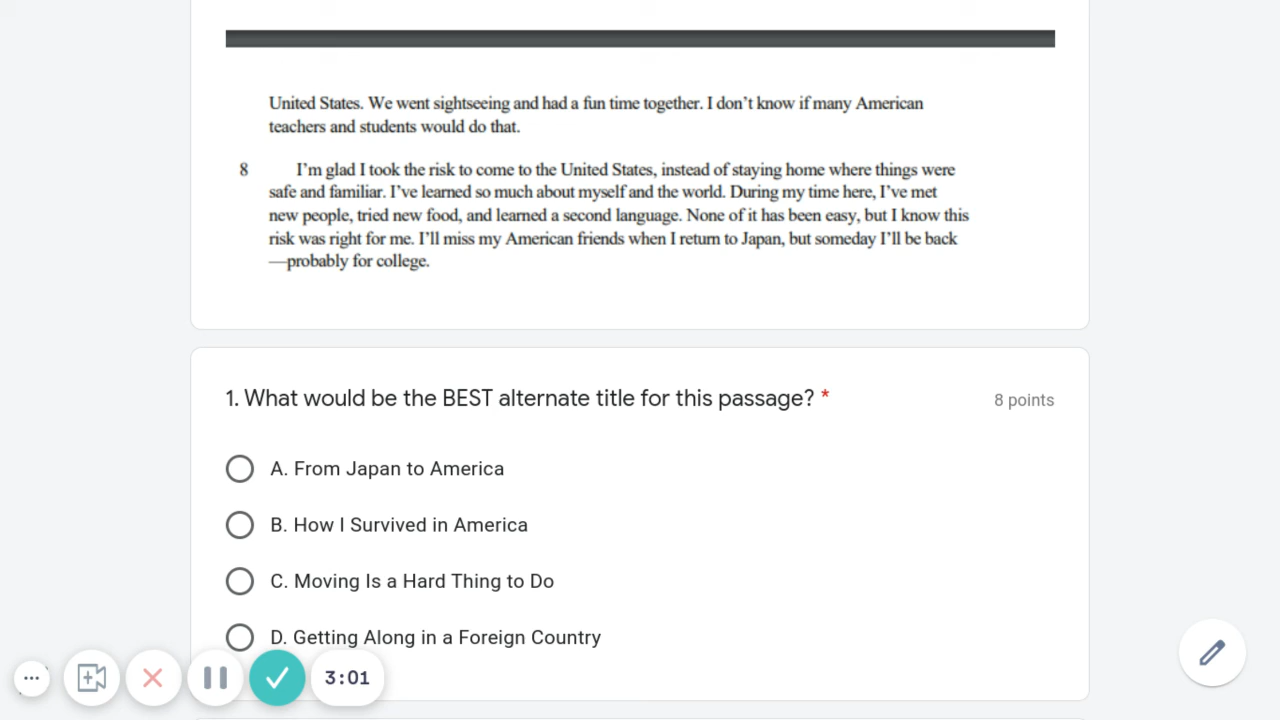 United States. We went sightseeing and had a fun time together. I don't know if many American
teachers and students would do that.
8 I'm glad I took the risk to come to the United States, instead of staying home where things were
safe and familiar. I've learned so much about myself and the world. During my time here, I've met
new people, tried new food, and learned a second language. None of it has been easy, but I know this
risk was right for me. I'll miss my American friends when I return to Japan, but someday I'll be back
—probably for college.
1. What would be the BEST alternate title for this passage? *
8 points
A. From Japan to America
B. How I Survived in America
C. Moving Is a Hard Thing to Do
D. Getting Along in a Foreign Country
3:01